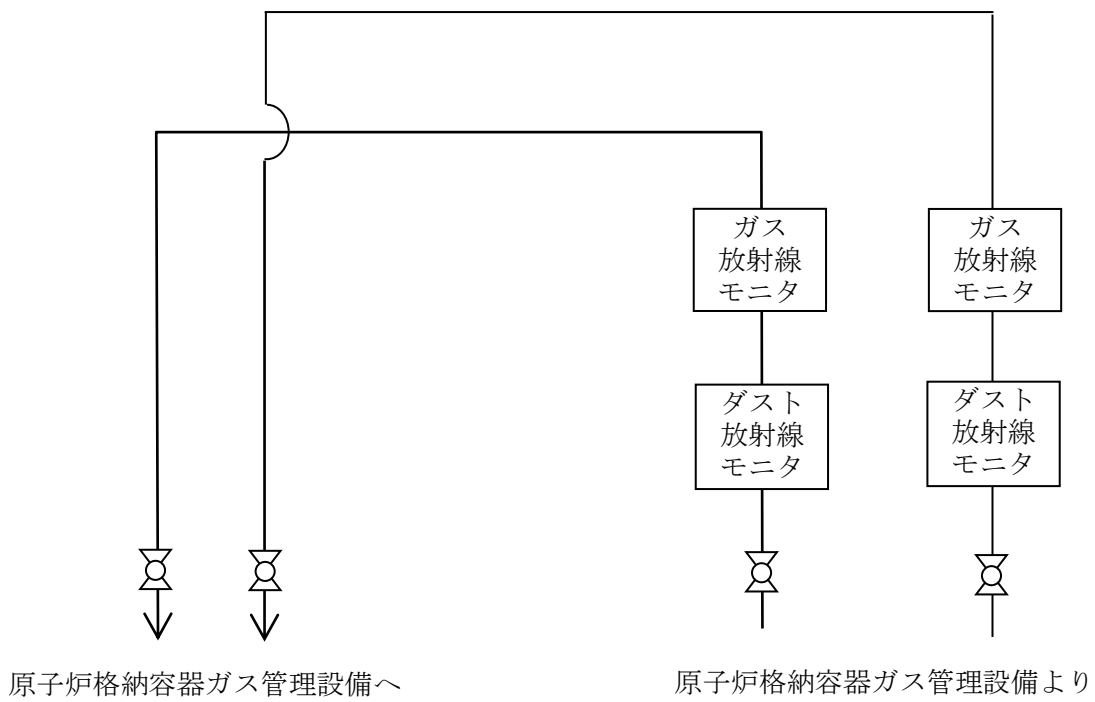 ガス
放射線
モニタ
ガス
放射線
モニタ
ダスト
放射線
モニタ
ダスト
放射線
モニタ
原子炉格納容器ガス管理設備へ
原子炉格納容器ガス管理設備より